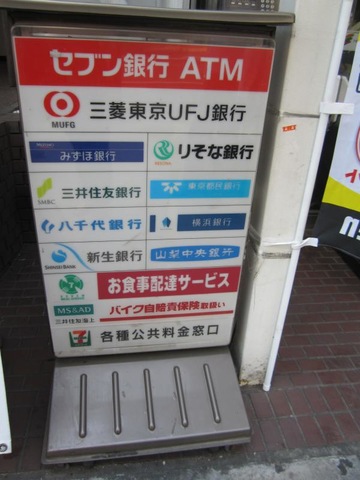 セブン銀行 ATM
MUFG 三菱東京UFJ銀行
みずほ銀行 RESONA りそな銀行
SMBC 三井住友銀行 東京都民銀行
八千代銀行 横浜銀行
SHINSEI BANK 新生銀行 山梨中央銀行
お食事配達サービス
MS&AD 三井住友海上 バイク自賠責保険取扱い
各種公共料金窓口